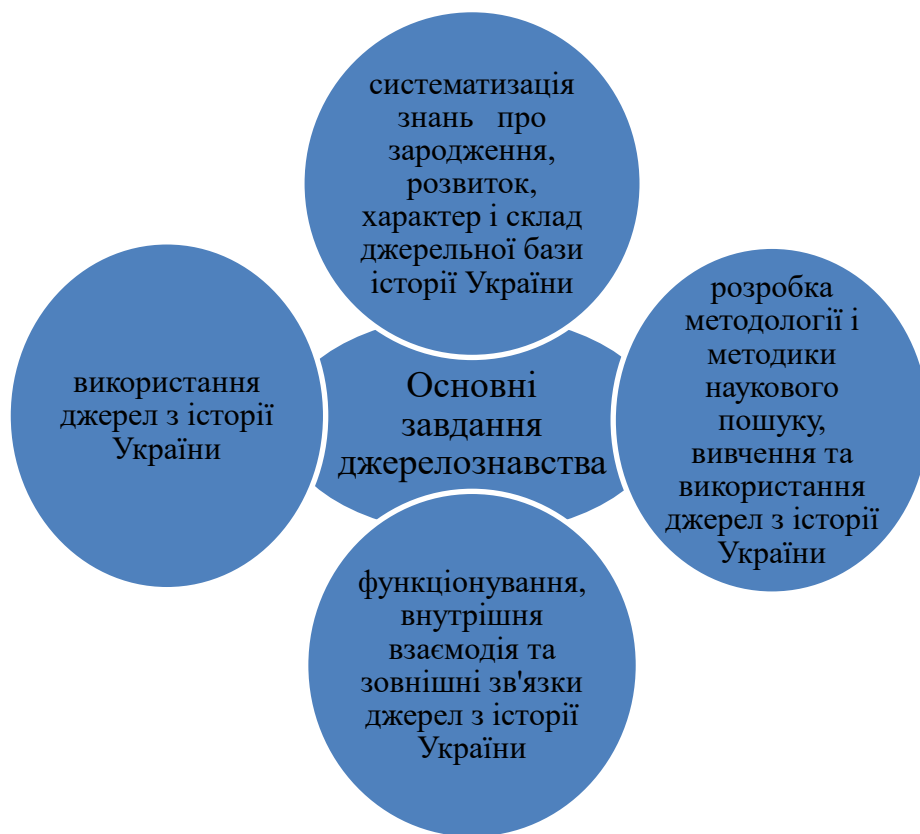 систематизація
знань про
зародження,
розвиток,
характер і склад
джерельної бази
історії України
розробка
методології і
методики
наукового
пошуку,
вивчення та
використання
джерел з історії
України
функціонування,
внутрішня
взаємодія та
зовнішні зв'язки
джерел з історії
України
використання
джерел з історії
України
Основні
завдання
джерелознавства